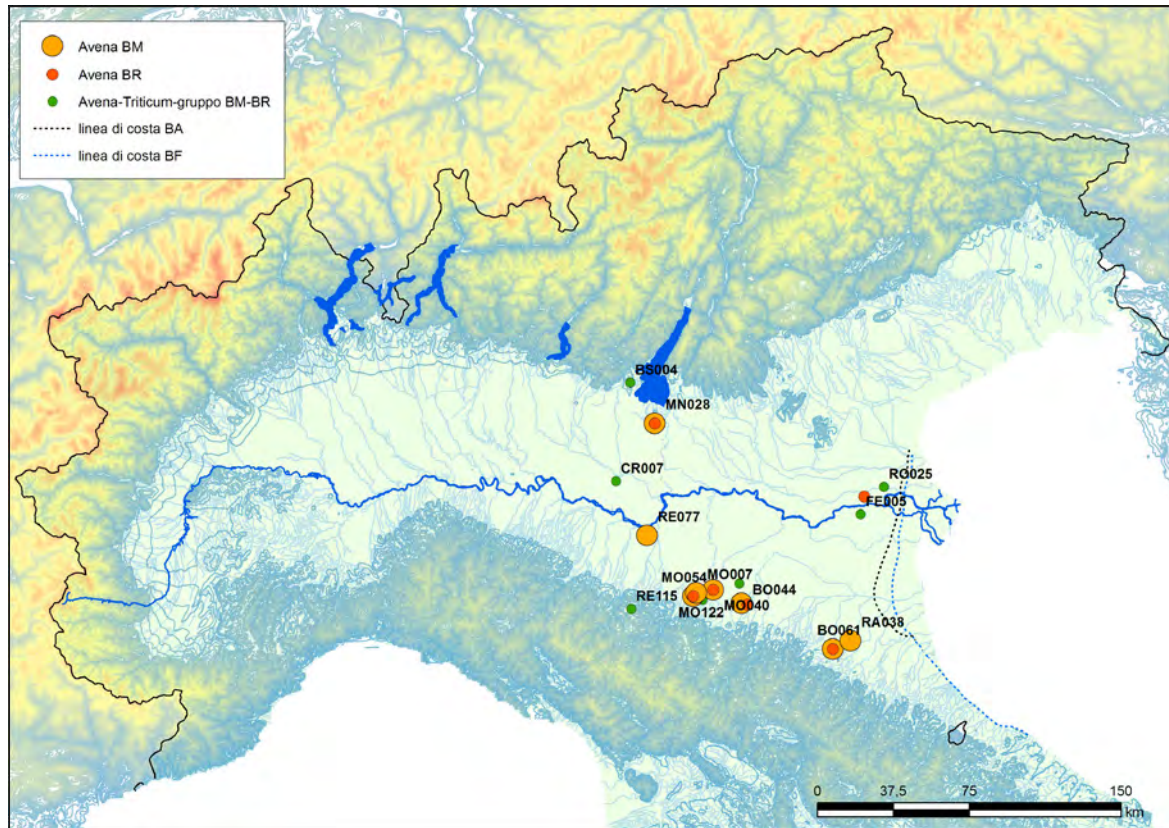 Avena BM
Avena BR
Avena-Triticum-gruppo BM-BR
linea di costa BA
linea di costa BF
BS004
MN028
CR007
RO025
FE005
RE077
MO054
MO007
BO044
RE115
MO040
MO122
RA038
BO061
0
37,5
75
150
km